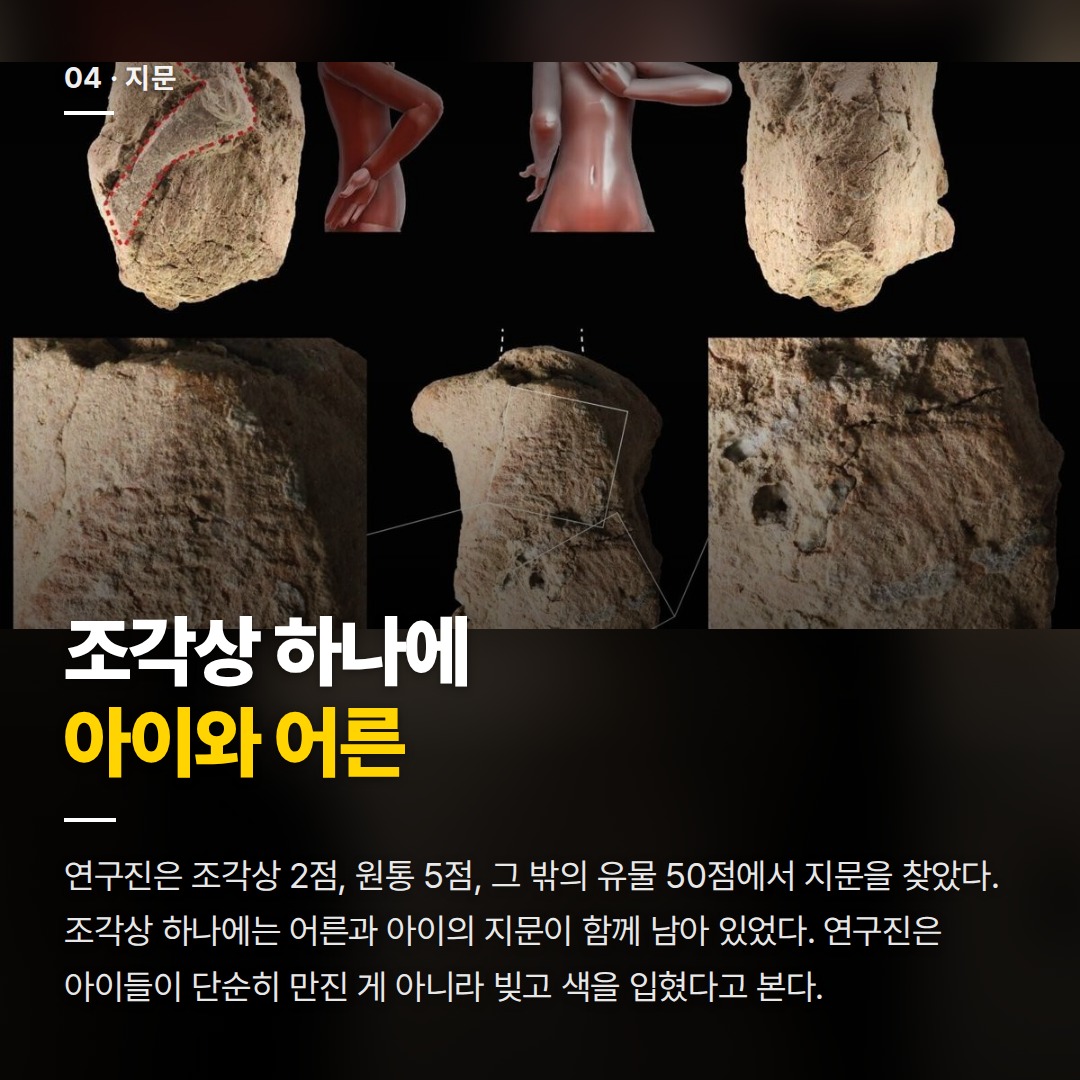 04 · 지문
조각상 하나에
아이와 어른
연구진은 조각상 2점, 원통 5점, 그 밖의 유물 50점에서 지문을 찾았다.
조각상 하나에는 어른과 아이의 지문이 함께 남아 있었다. 연구진은
아이들이 단순히 만진 게 아니라 빚고 색을 입혔다고 본다.